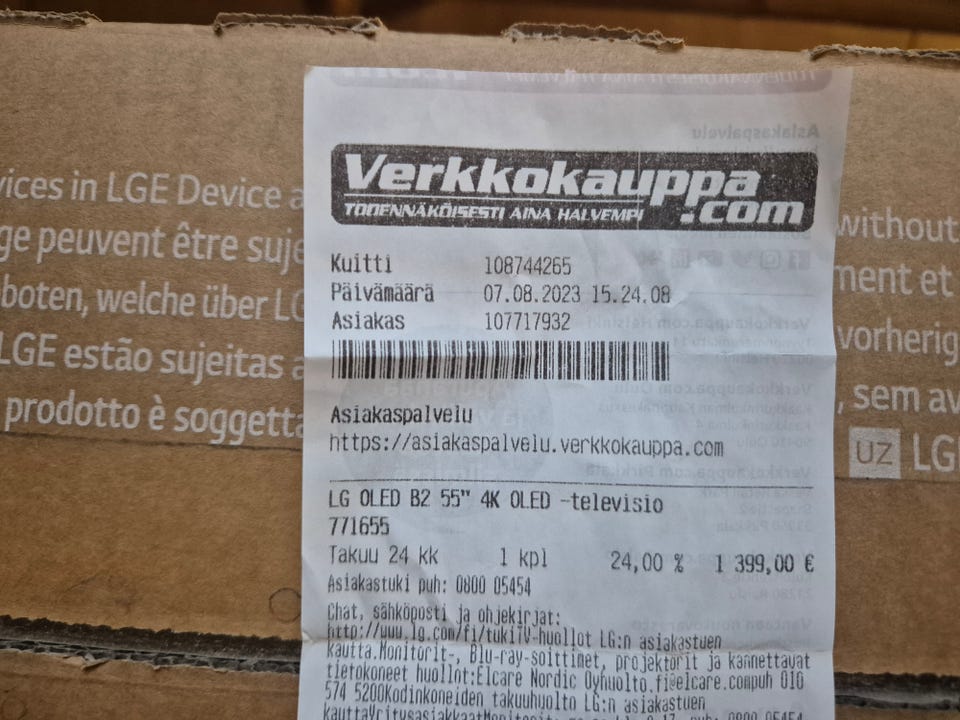 Verkkokauppa
TODENNÄKÖISESTI AINA HALVEMPI .com
Kuitti 108744265
Päivämäärä 07.08.2023 15.24.08
Asiakas 107717932
Asiakaspalvelu
https://asiakaspalvelu.verkkokauppa.com
LG OLED B2 55" 4K OLED -televisio
771655
Takuu 24 kk 1 kpl 24,00 % 1 399,00 €
Asiakastuki puh: 0800 05454
Chat, sähköposti ja ohjekirjat:
http://www.lg.com/fi/tukiTV-huollot LG:n asiakastuen
kautta.Monitorit-, Blu-ray-soittimet, projektorit ja kannettavat
tietokoneet huollot:Elcare Nordic Oyhuolto.fi@elcare.compuh 010
574 5200Kodinkoneiden takuuhuolto LG:n asiakastuen
vices in LGE Device a
ge peuvent être suje
boten, welche über LG
LGE estão sujeitas a
prodotto è soggetta
without
ment et
vorherig
, sem av
UZ LG